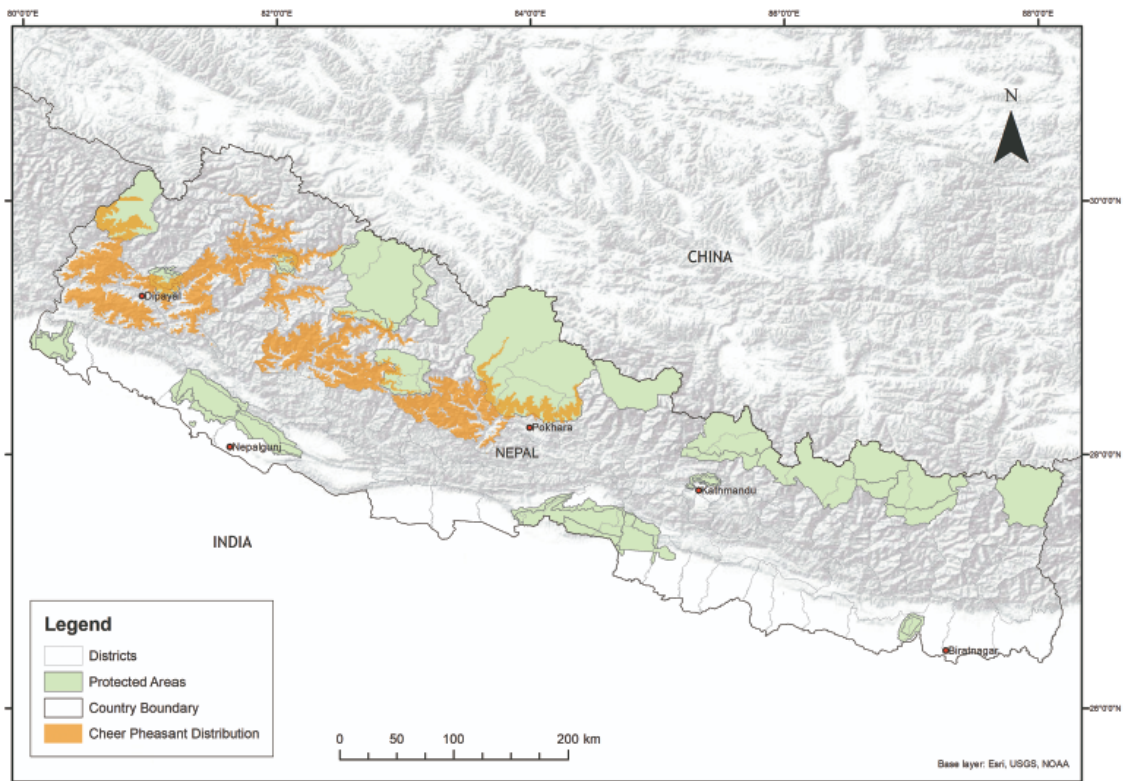 80°0'0"E 82°0'0"E 84°0'0"E 86°0'0"E 88°0'0"E
N
30°0'0"N
CHINA
Dipayal
Pokhara
NEPAL
Nepalgunj
28°0'0"N
Kathmandu
INDIA
Legend
Districts
Protected Areas
Country Boundary
Cheer Pheasant Distribution
Biratnagar
26°0'0"N
0 50 100 200 km
Base layer: Esri, USGS, NOAA